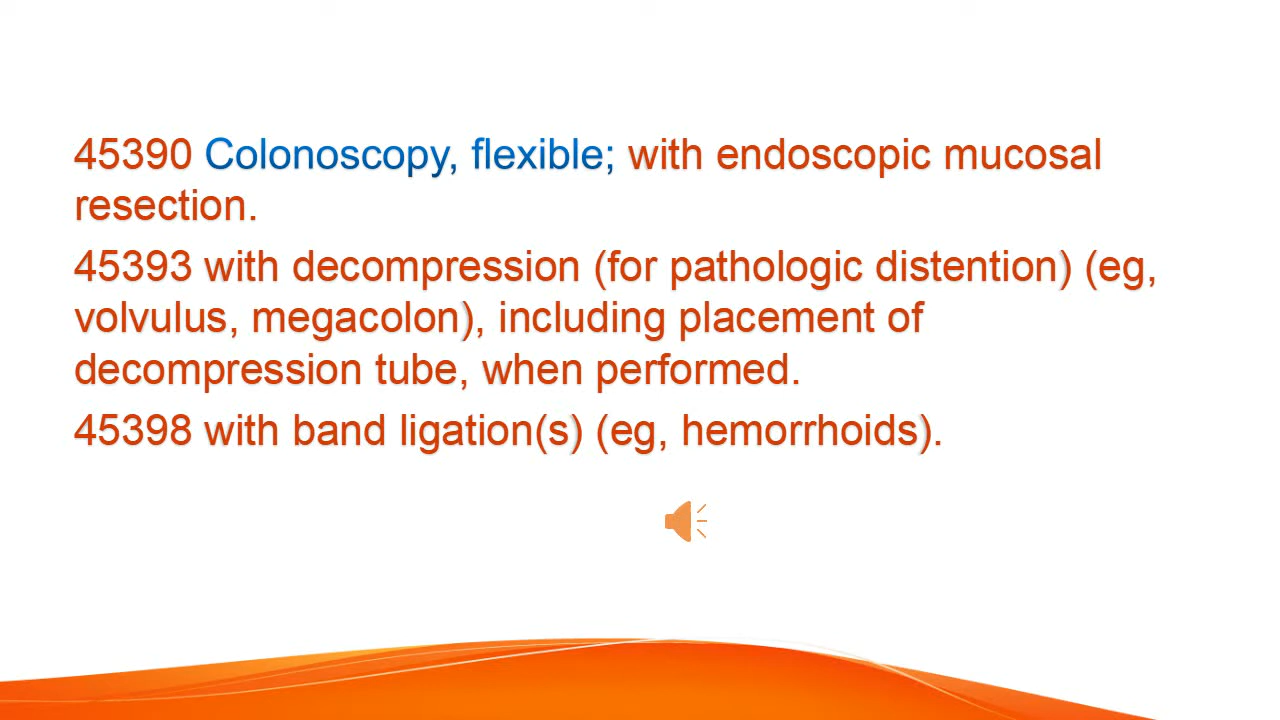 45390 Colonoscopy, flexible; with endoscopic mucosal
resection.
45393 with decompression (for pathologic distention) (eg,
volvulus, megacolon), including placement of
decompression tube, when performed.
45398 with band ligation(s) (eg, hemorrhoids).